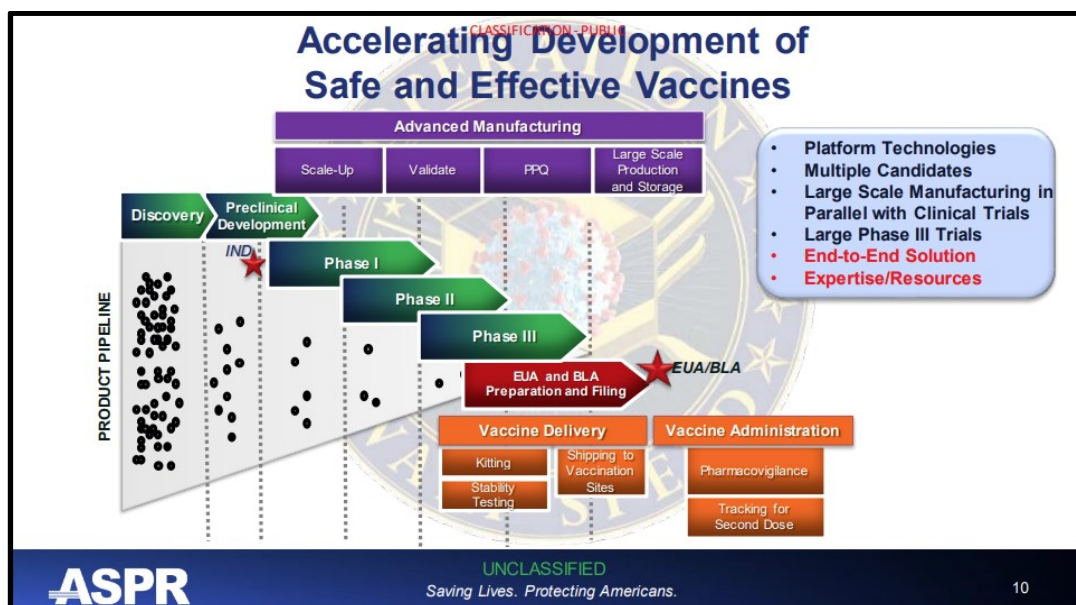 CLASSIFICATION - PUBLIC
Accelerating Development of
Safe and Effective Vaccines
Advanced Manufacturing
Scale-Up
Validate
PPQ
Large Scale
Production
and Storage
• Platform Technologies
• Multiple Candidates
• Large Scale Manufacturing in
Parallel with Clinical Trials
• Large Phase III Trials
• End-to-End Solution
• Expertise/Resources
Discovery
Preclinical
Development
IND
Phase I
Phase II
Phase III
EUA and BLA
Preparation and Filing
EUA/BLA
PRODUCT PIPELINE
Vaccine Delivery
Kitting
Stability
Testing
Shipping to
Vaccination
Sites
Vaccine Administration
Pharmacovigilance
Tracking for
Second Dose
ASPR
UNCLASSIFIED
Saving Lives. Protecting Americans.
10